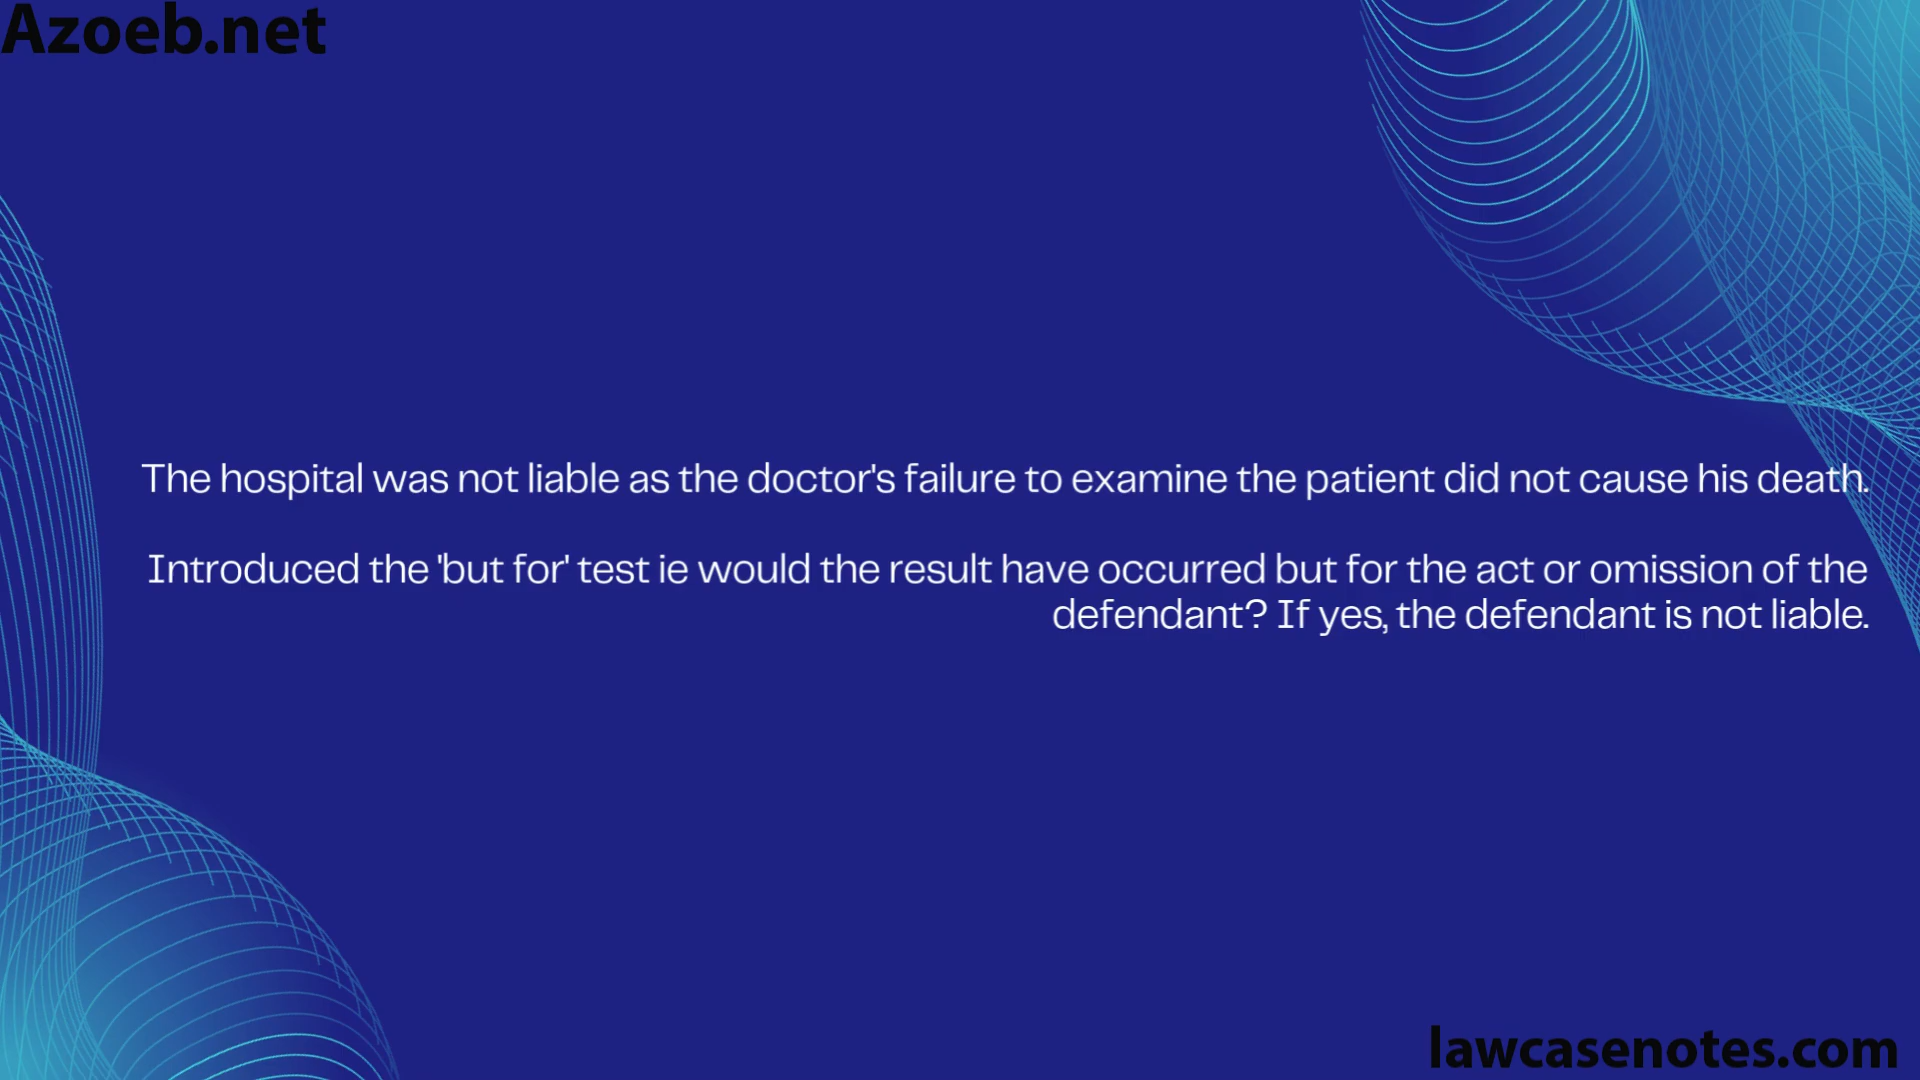 Azoeb.net
The hospital was not liable as the doctor's failure to examine the patient did not cause his death.
Introduced the 'but for' test ie would the result have occurred but for the act or omission of the
defendant? If yes, the defendant is not liable.
lawcasenotes.com